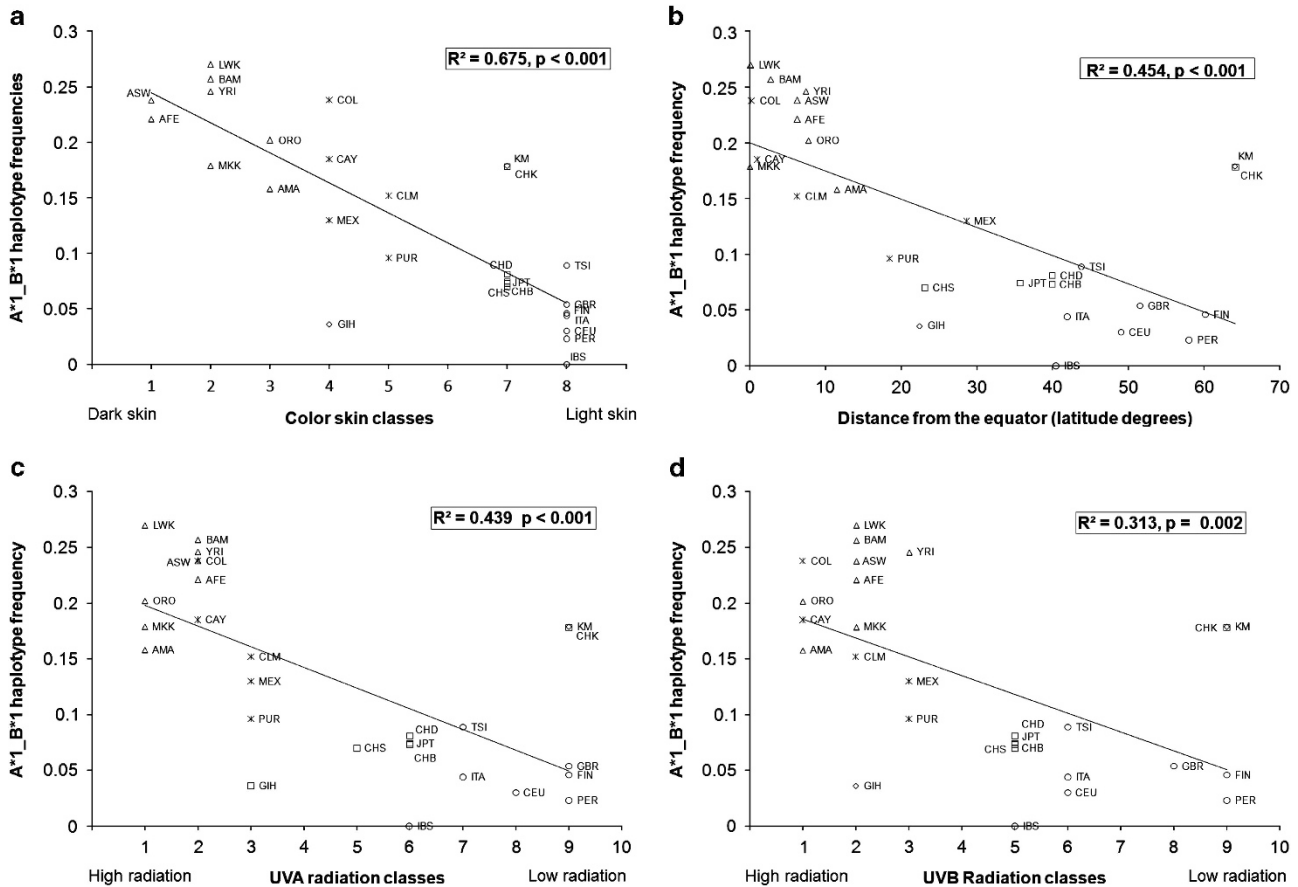 a
A*1_B*1 haplotype frequencies
0.3
0.25
0.2
0.15
0.1
0.05
0
R² = 0.675, p < 0.001
LWK
BAM
YRI
ASW
AFE
MKK
ORO
AMA
COL
CAY
MEX
GIH
CLM
PUR
KM
CHK
CHD
JPT
CHS CHB
TSI
GBR
FIN
ITA
CEU
PER
IBS
1 2 3 4 5 6 7 8
Dark skin Color skin classes Light skin
b
A*1_B*1 haplotype frequency
0.3
0.25
0.2
0.15
0.1
0.05
0
R² = 0.454, p < 0.001
LWK
BAM
YRI
COL ASW
AFE
ORO
CAY
MKK
AMA
CLM
MEX
PUR
CHS
GIH
KM
CHK
TSI
CHD
JPT CHB
GBR
FIN
ITA
CEU
PER
IBS
0 10 20 30 40 50 60 70
Distance from the equator (latitude degrees)
c
A*1_B*1 haplotype frequency
0.3
0.25
0.2
0.15
0.1
0.05
0
R² = 0.439 p < 0.001
LWK
BAM
YRI
ASW COL
AFE
ORO
CAY
MKK
AMA
CLM
MEX
PUR
GIH
KM
CHK
CHD
CHS JPT
CHB
TSI
ITA
CEU
GBR
FIN
PER
IBS
1 2 3 4 5 6 7 8 9 10
High radiation UVA radiation classes Low radiation
d
A*1_B*1 haplotype frequency
0.3
0.25
0.2
0.15
0.1
0.05
0
R² = 0.313, p = 0.002
LWK
BAM
YRI
COL ASW
AFE
ORO
CAY
MKK
AMA CLM
MEX
PUR
GIH
CHK KM
CHD
JPT
CHS CHB
TSI
ITA
CEU
GBR
FIN
PER
IBS
0 1 2 3 4 5 6 7 8 9 10
High radiation UVB Radiation classes Low radiation